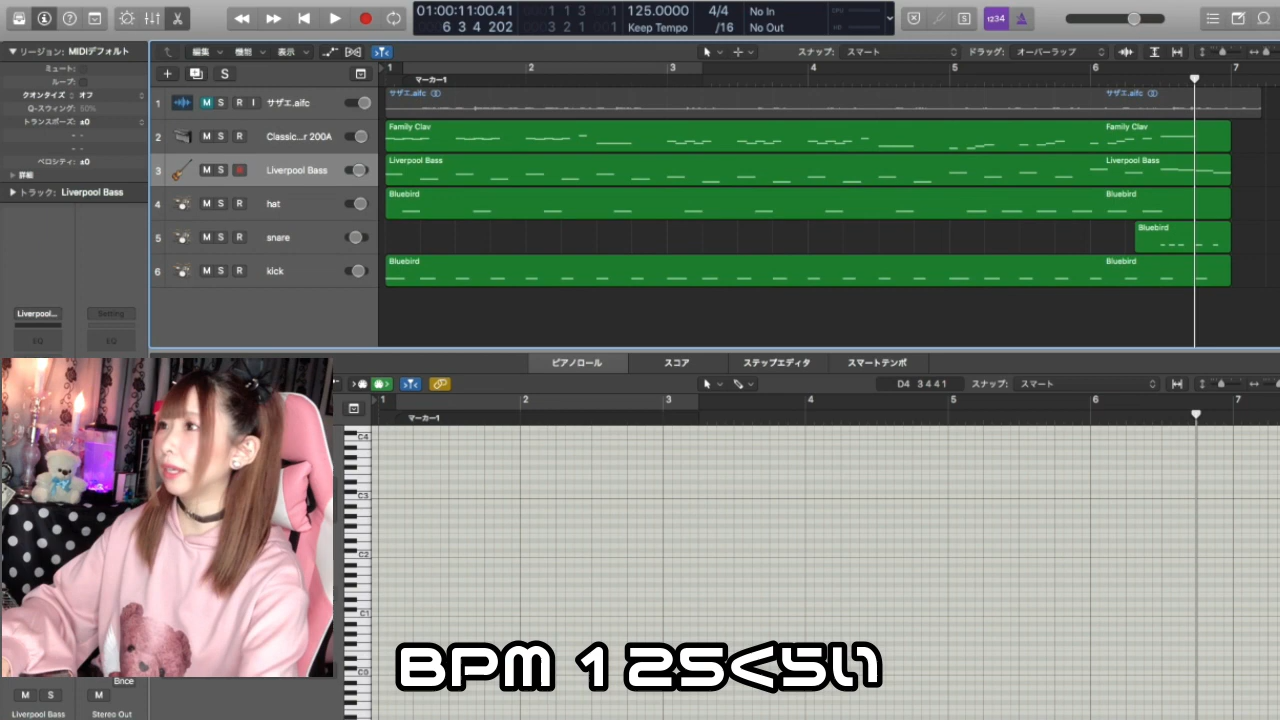 リージョン: MIDIデフォルト
ミュート:
ループ:
クオンタイズ オフ
Q-スウィング: 50%
トランスポーズ: ±0
ベロシティ: ±0
詳細
トラック: Liverpool Bass
Liverpool...
Setting
EQ
EQ
Bnce
M S M
Liverpool Bass Stereo Out
01:00:11:00.41
6 3 4 202
1 1 3 1
3 2 1 1
125.0000
Keep Tempo
4/4
/16
No In
No Out
CPU
HD
S
1234
編集 機能 表示
スナップ: スマート
ドラッグ: オーバーラップ
S
1 2 3 4 5 6 7
マーカー1
1 M S R I サザエ.aifc
2 M S R Classic...r 200A
3 M S R Liverpool Bass
4 M S R hat
5 M S R snare
6 M S R kick
サザエ.aifc サザエ.aifc
Family Clav Family Clav
Liverpool Bass Liverpool Bass
Bluebird Bluebird
Bluebird
Bluebird Bluebird
ピアノロール スコア ステップエディタ スマートテンポ
D4 3 4 4 1
スナップ: スマート
1 2 3 4 5 6 7
マーカー1
C4
C3
C2
C1
C0
BPM 125くらい